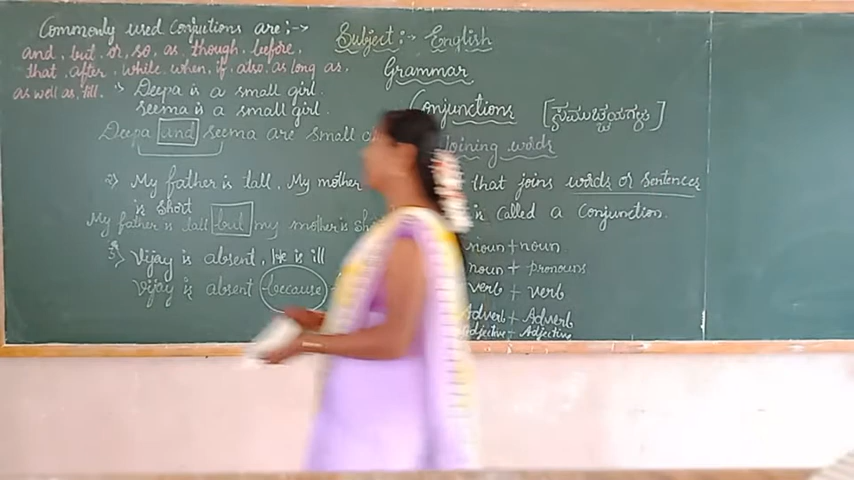 Commonly used Conjuctions are :-
and, but, or, so, as, though, before,
that, after, while, when, if, also, as long as,
as well as, till.
1) Deepa is a small girl.
Seema is a small girl.
Deepa and Seema are small
2) My father is tall, My mother
is short
My father is tall but my mother is
3) Vijay is absent, He is ill
Vijay is absent because
Subject :- English
Grammar
Conjunctions
Joining words
that joins words or sentences
is called a Conjunction.
noun + noun
noun + pronouns
verb + verb
Adverb + Adverb
Adjective + Adjective